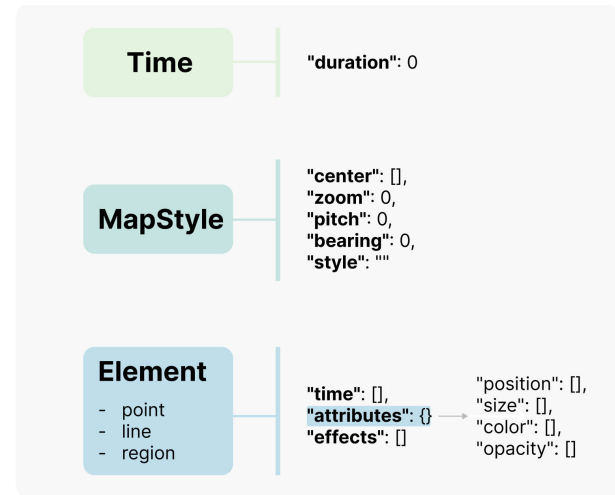 Time
"duration": 0
MapStyle
"center": [],
"zoom": 0,
"pitch": 0,
"bearing": 0,
"style": ""
Element
- point
- line
- region
"time": [],
"attributes": {}
"effects": []
"position": [],
"size": [],
"color": [],
"opacity": []